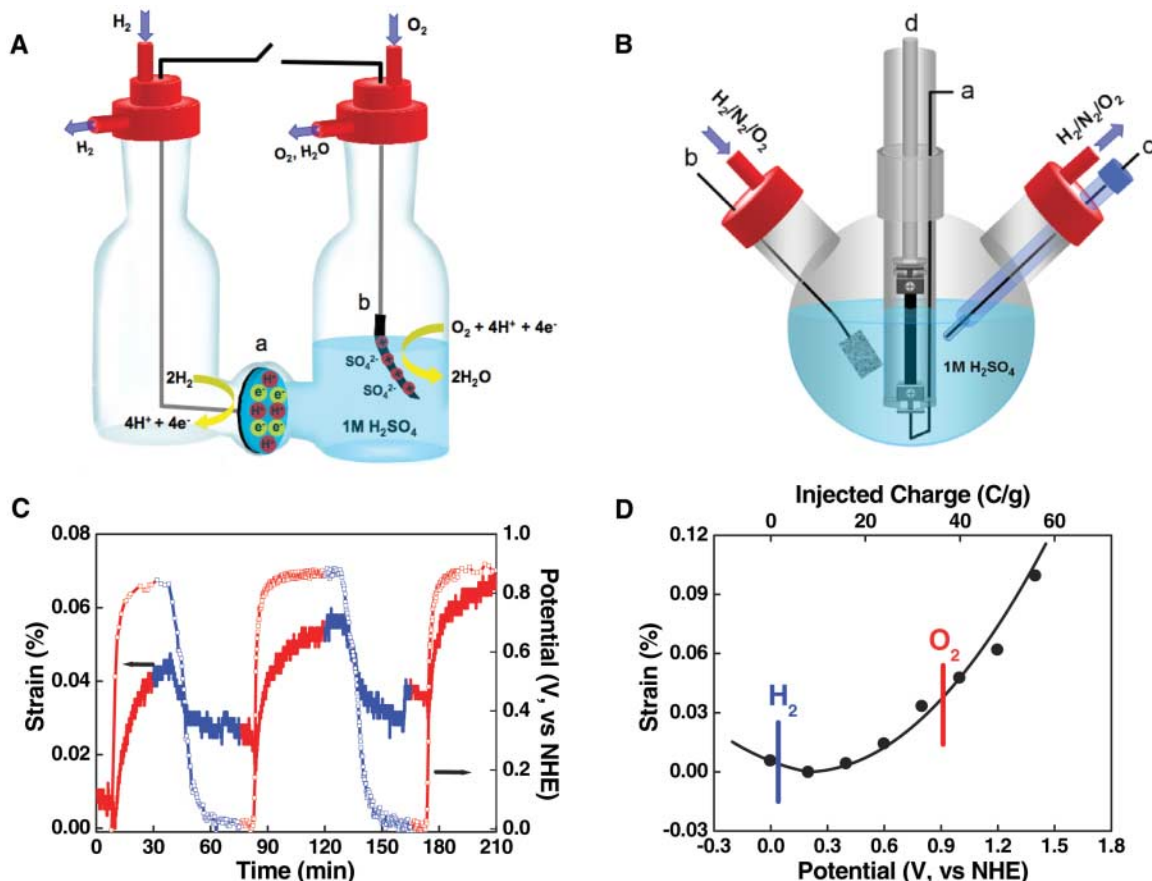 A
H₂
O₂
H₂
O₂, H₂O
b
O₂ + 4H⁺ + 4e⁻
SO₄²⁻
SO₄²⁻
2H₂O
a
2H₂
4H⁺ + 4e⁻
H⁺
e⁻ e⁻
H⁺ H⁺
e⁻ e⁻
H⁺
1M H₂SO₄
B
d
a
H₂/N₂/O₂
H₂/N₂/O₂
b
c
1M H₂SO₄
C
Strain (%)
0.08
0.06
0.04
0.02
0.00
0 30 60 90 120 150 180 210
Time (min)
1.0
0.8
0.6
0.4
0.2
0.0
Potential (V, vs NHE)
D
Injected Charge (C/g)
0 20 40 60
Strain (%)
0.12
0.09
0.06
0.03
0.00
-0.03
H₂
O₂
-0.3 0.0 0.3 0.6 0.9 1.2 1.5 1.8
Potential (V, vs NHE)